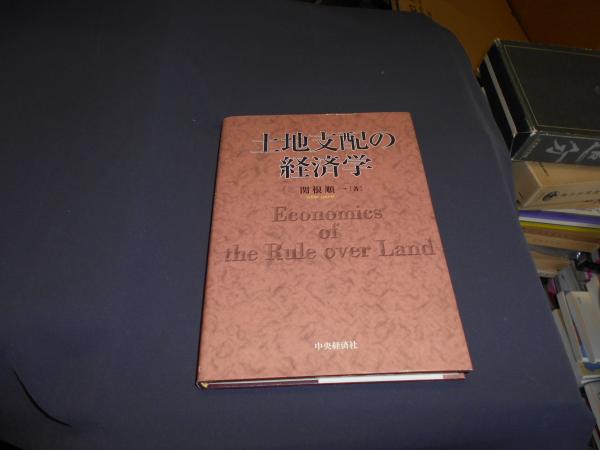 土地支配の
経済学
関根順一[著]
Economics
of
the Rule over Land
中央経済社